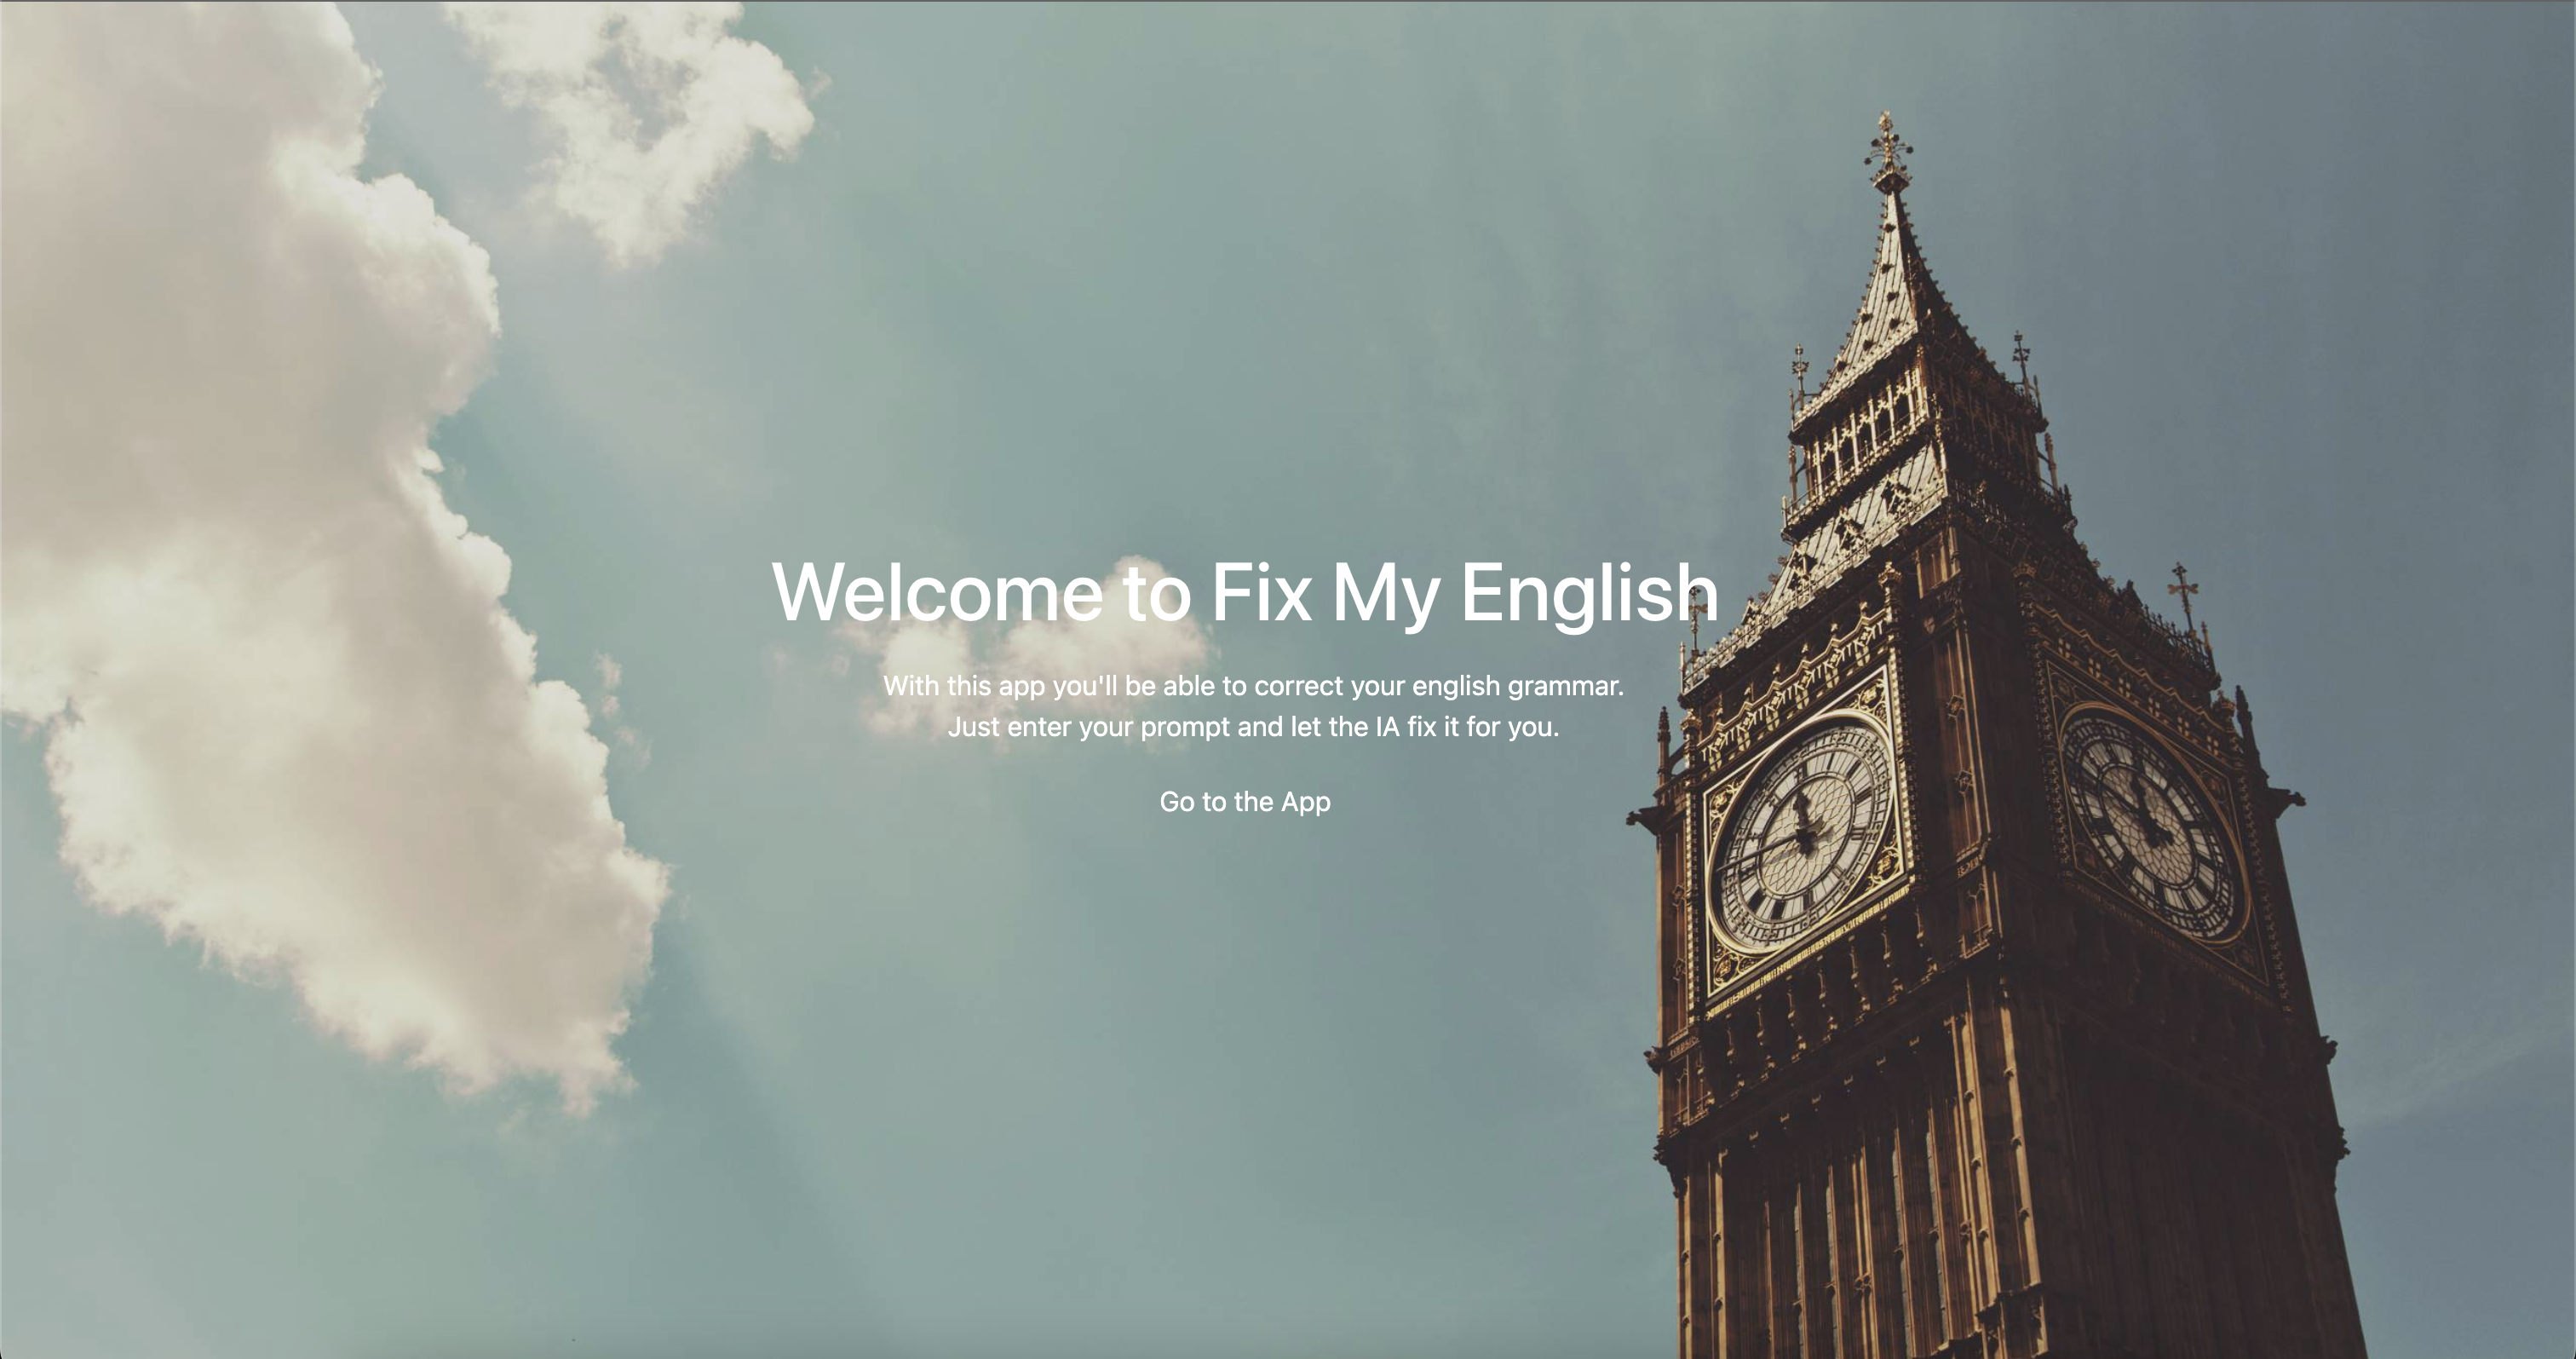 Welcome to Fix My English
With this app you'll be able to correct your english grammar.
Just enter your prompt and let the IA fix it for you.
Go to the App